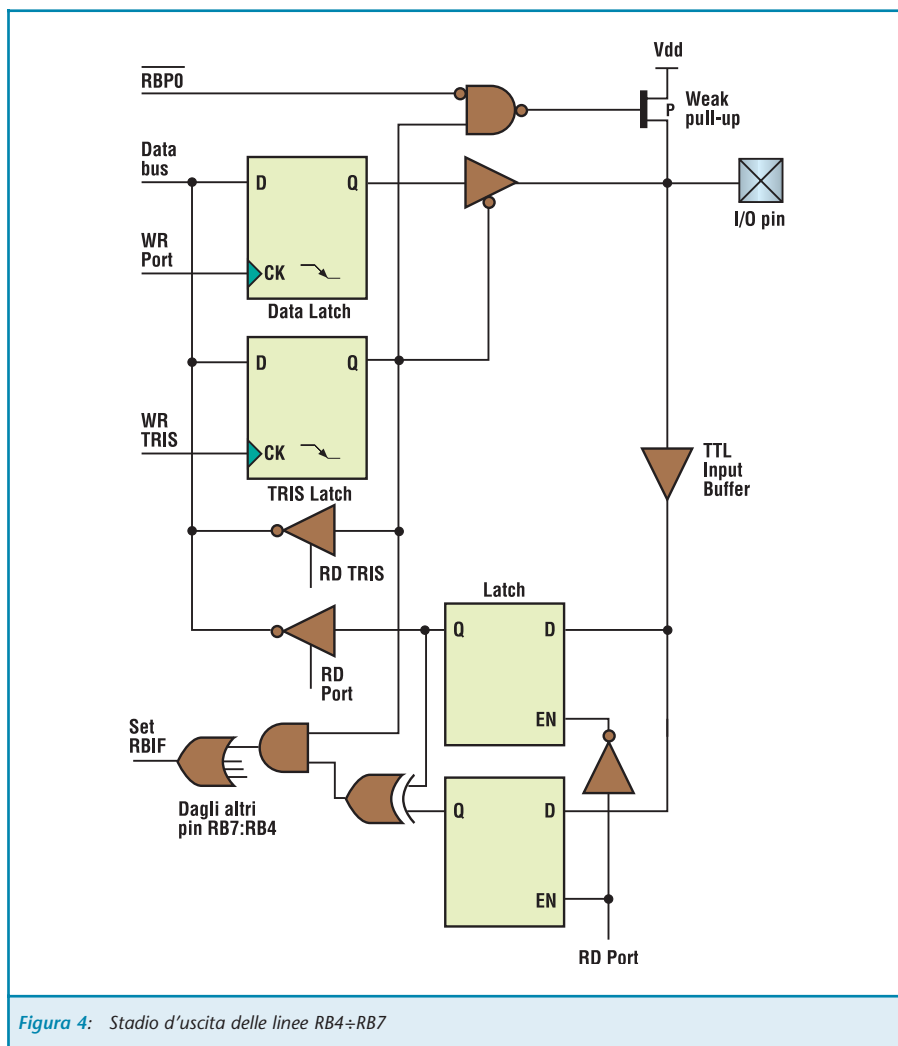 Vdd
RBP0
P
Weak
pull-up
Data
bus
D
Q
I/O pin
WR
Port
CK
Data Latch
D
Q
WR
TRIS
CK
TRIS Latch
TTL
Input
Buffer
RD TRIS
Latch
Q
D
RD
Port
EN
Set
RBIF
Dagli altri
pin RB7:RB4
Q
D
EN
RD Port
Figura 4: Stadio d'uscita delle linee RB4÷RB7